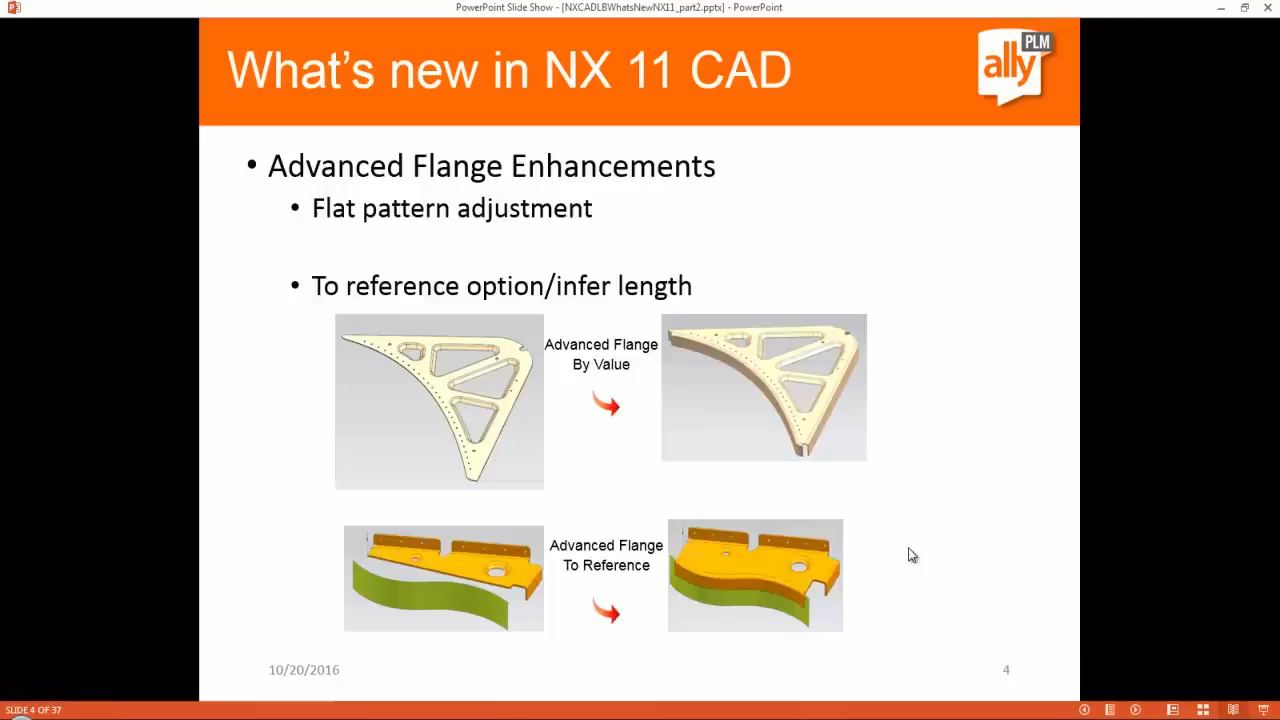 PowerPoint Slide Show - [NXCADLBWhatsNewNX11_part2.pptx] - PowerPoint
What's new in NX 11 CAD
PLM
ally
• Advanced Flange Enhancements
• Flat pattern adjustment
• To reference option/infer length
Advanced Flange
By Value
Advanced Flange
To Reference
10/20/2016
4
SLIDE 4 OF 37